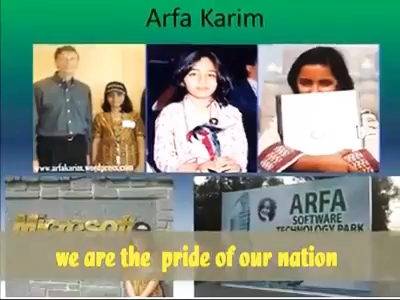 Arfa Karim
www.arfakarim.wordpress.com
Microsoft
ARFA
SOFTWARE
TECHNOLOGY PARK
we are the pride of our nation